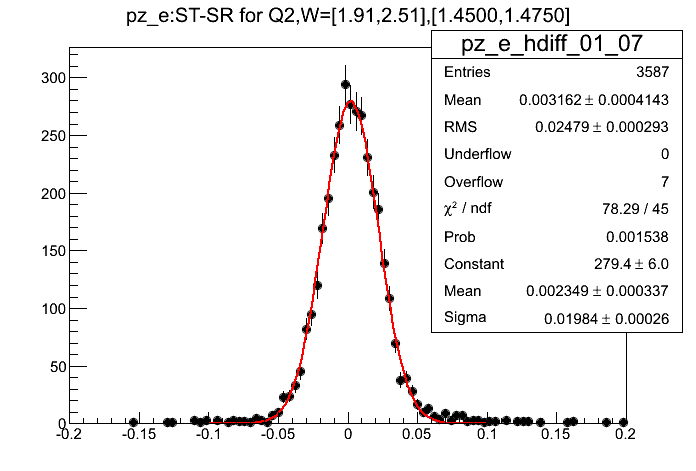 pz_e:ST-SR for Q2,W=[1.91,2.51],[1.4500,1.4750]
pz_e_hdiff_01_07
Entries 3587
Mean 0.003162 ± 0.0004143
RMS 0.02479 ± 0.000293
Underflow 0
Overflow 7
χ² / ndf 78.29 / 45
Prob 0.001538
Constant 279.4 ± 6.0
Mean 0.002349 ± 0.000337
Sigma 0.01984 ± 0.00026
300
250
200
150
100
50
0
-0.2 -0.15 -0.1 -0.05 0 0.05 0.1 0.15 0.2